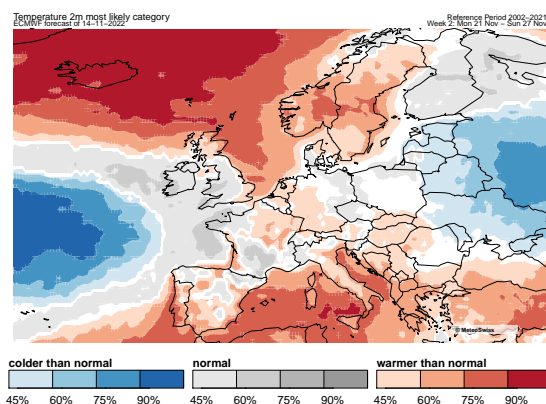 Temperature 2m most likely category
ECMWF forecast of 14−11−2022
Reference Period 2002−2021
Week 2: Mon 21 Nov − Sun 27 Nov
© MeteoSwiss
colder than normal normal warmer than normal
45% 60% 75% 90% 45% 60% 75% 90% 45% 60% 75% 90%